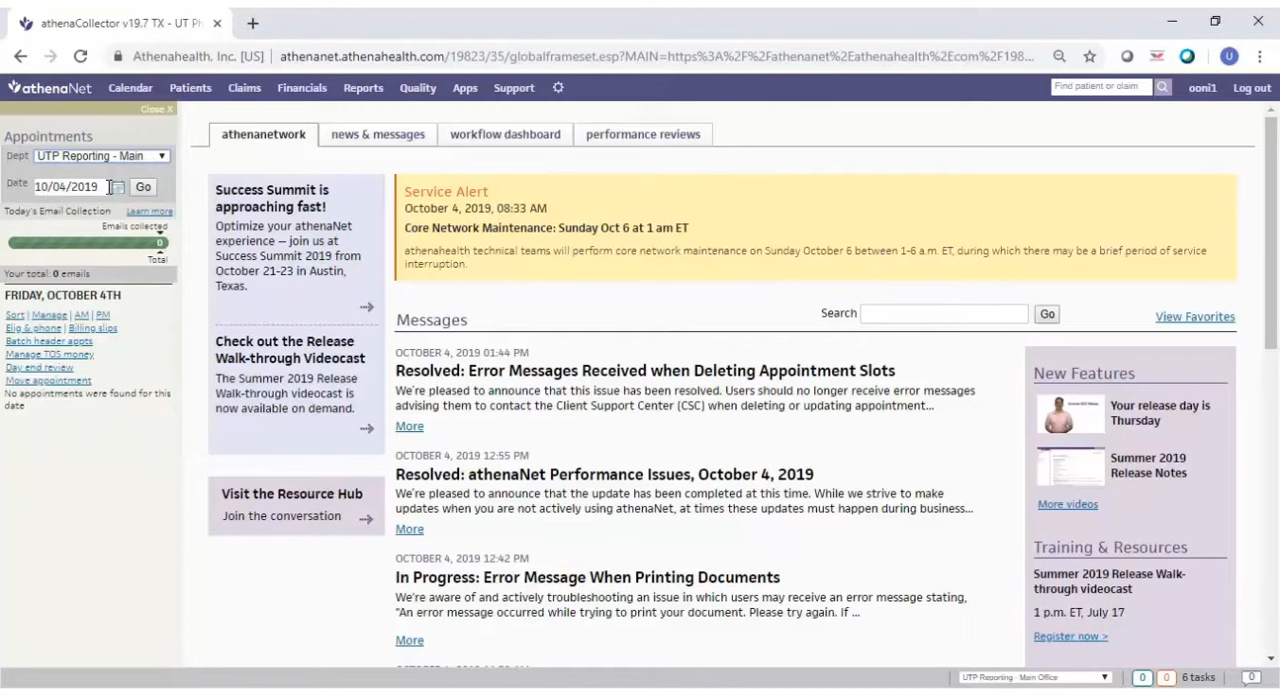 athenaCollector v19.7 TX - UT Ph
Athenahealth, Inc. [US]
athenanet.athenahealth.com/19823/35/globalframeset.esp?MAIN=https%3A%2F%2Fathenanet%2Eathenahealth%2Ecom%2F198...
U
athenaNet
Calendar Patients Claims Financials Reports Quality Apps Support
Find patient or claim
ooni1 Log out
Close X
Appointments
Dept UTP Reporting - Main
Date 10/04/2019 Go
Today's Email Collection Learn more
Emails collected
0
Total
Your total: 0 emails
FRIDAY, OCTOBER 4TH
Sort | Manage | AM | PM
Elig & phone | Billing slips
Batch header appts
Manage TOS money
Day end review
Move appointment
No appointments were found for this
date
athenanetwork news & messages workflow dashboard performance reviews
Success Summit is
approaching fast!
Optimize your athenaNet
experience – join us at
Success Summit 2019 from
October 21-23 in Austin,
Texas.
Check out the Release
Walk-through Videocast
The Summer 2019 Release
Walk-through videocast is
now available on demand.
Visit the Resource Hub
Join the conversation
Service Alert
October 4, 2019, 08:33 AM
Core Network Maintenance: Sunday Oct 6 at 1 am ET
athenahealth technical teams will perform core network maintenance on Sunday October 6 between 1-6 a.m. ET, during which there may be a brief period of service
interruption.
Messages
Search Go
View Favorites
OCTOBER 4, 2019 01:44 PM
Resolved: Error Messages Received when Deleting Appointment Slots
We're pleased to announce that this issue has been resolved. Users should no longer receive error messages
advising them to contact the Client Support Center (CSC) when deleting or updating appointment...
More
OCTOBER 4, 2019 12:55 PM
Resolved: athenaNet Performance Issues, October 4, 2019
We're pleased to announce that the update has been completed at this time. While we strive to make
updates when you are not actively using athenaNet, at times these updates must happen during business...
More
OCTOBER 4, 2019 12:42 PM
In Progress: Error Message When Printing Documents
We're aware of and actively troubleshooting an issue in which users may receive an error message stating,
"An error message occurred while trying to print your document. Please try again. If ...
More
New Features
Your release day is
Thursday
Summer 2019
Release Notes
More videos
Training & Resources
Summer 2019 Release Walk-
through videocast
1 p.m. ET, July 17
Register now >
UTP Reporting - Main Office
0 0 6 tasks 0